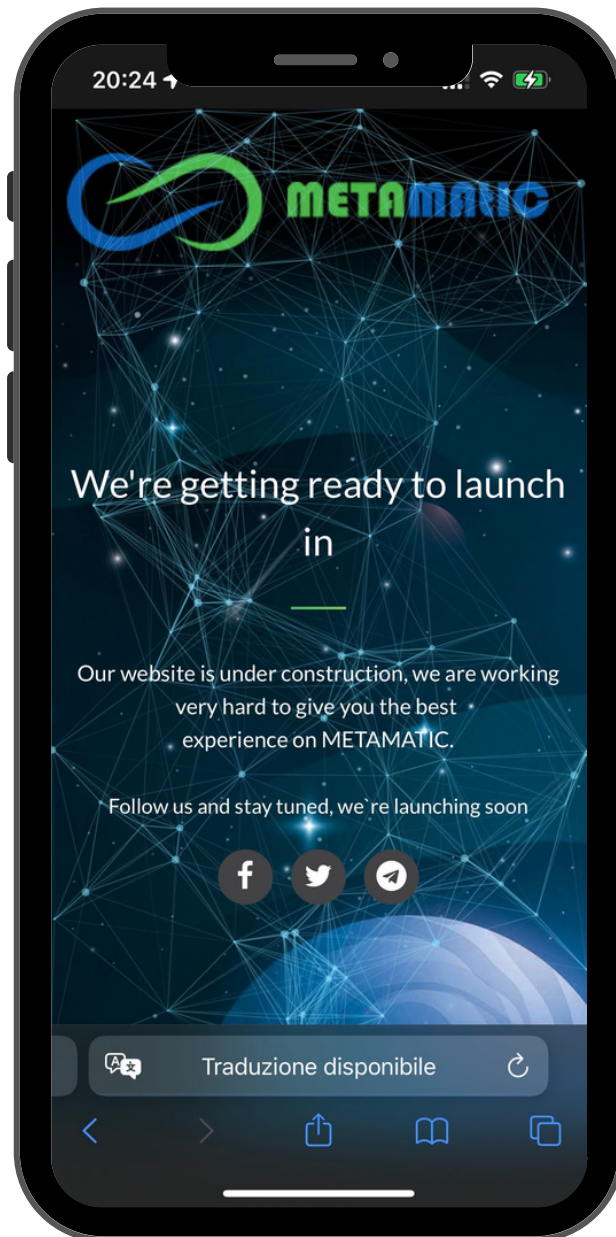 20:24
METAMATIC
We're getting ready to launch
in
Our website is under construction, we are working
very hard to give you the best
experience on METAMATIC.
Follow us and stay tuned, we`re launching soon
Traduzione disponibile